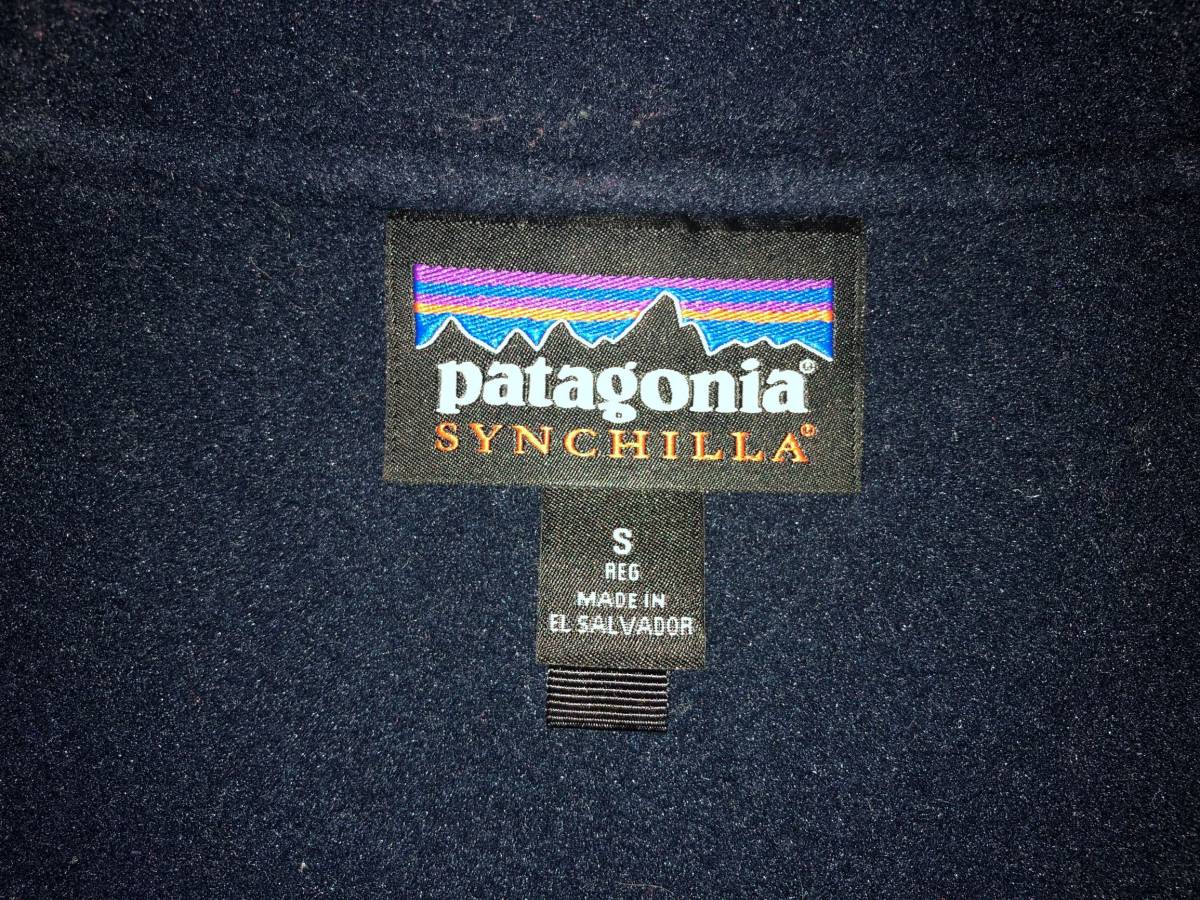 patagonia®
SYNCHILLA®
S
REG
MADE IN
EL SALVADOR